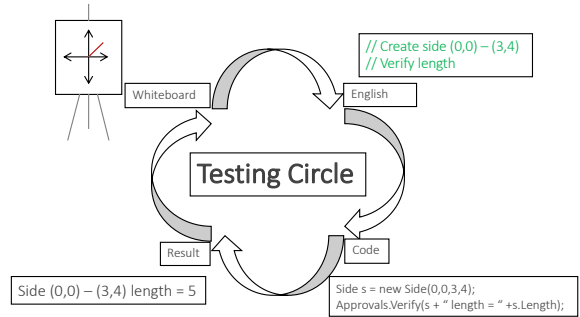 // Create side (0,0) – (3,4)
// Verify length
Whiteboard
English
Testing Circle
Result
Code
Side (0,0) – (3,4) length = 5
Side s = new Side(0,0,3,4);
Approvals.Verify(s + “ length = “ +s.Length);